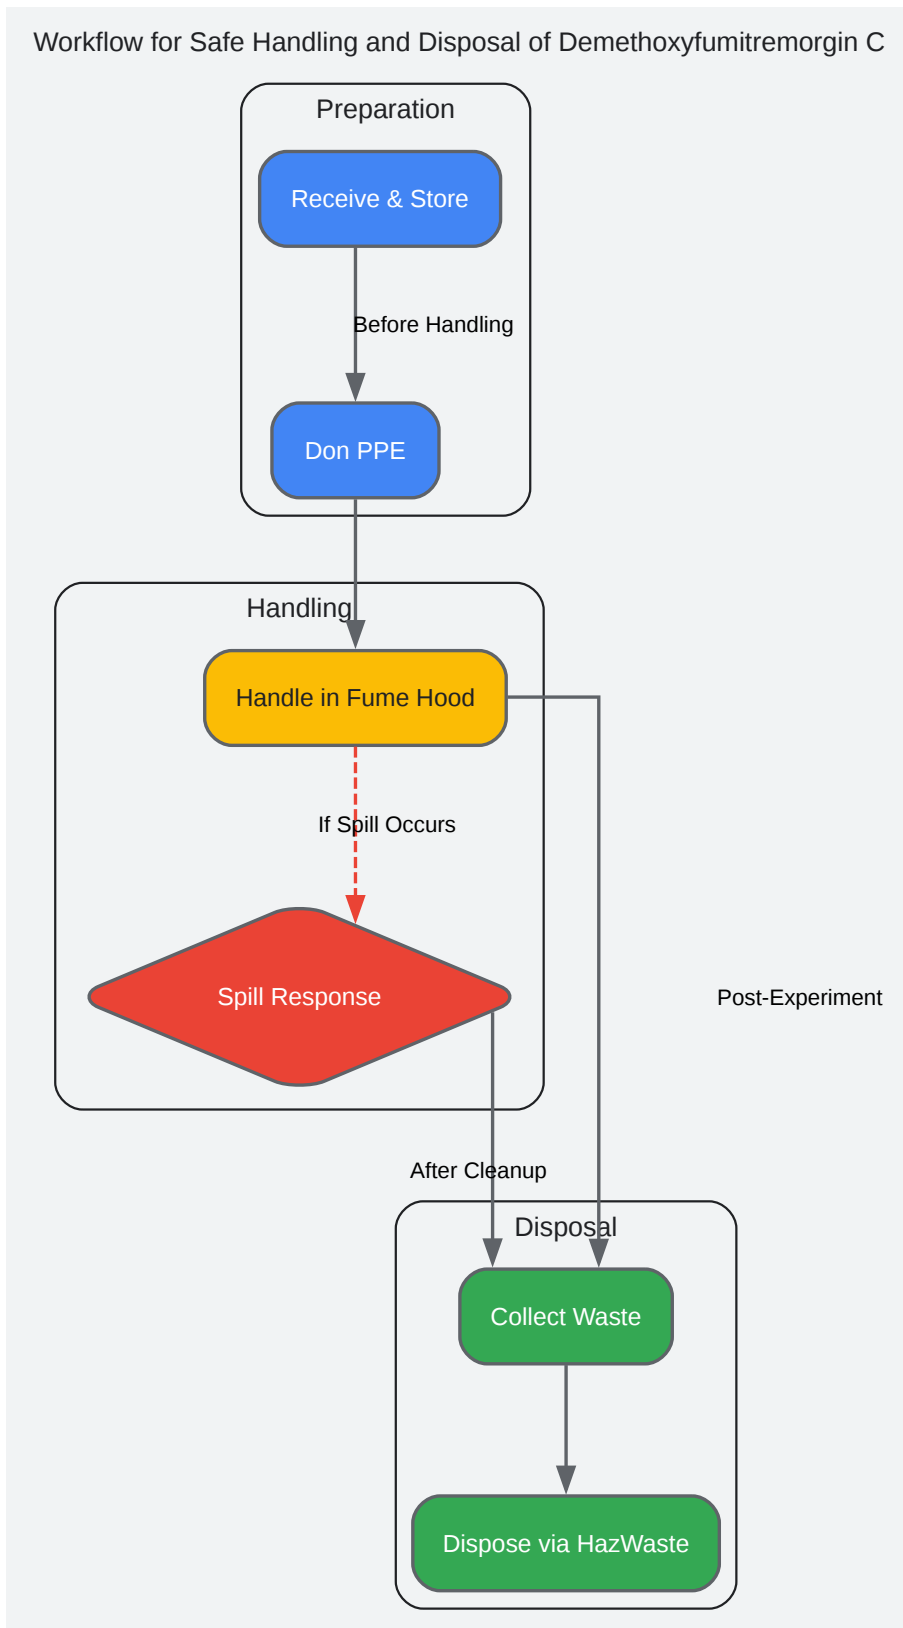 Workflow for Safe Handling and Disposal of Demethoxyfumitremorgin C
Preparation
Receive & Store
Before Handling
Don PPE
Handling
Handle in Fume Hood
If Spill Occurs
Spill Response
Post-Experiment
After Cleanup
Disposal
Collect Waste
Dispose via HazWaste